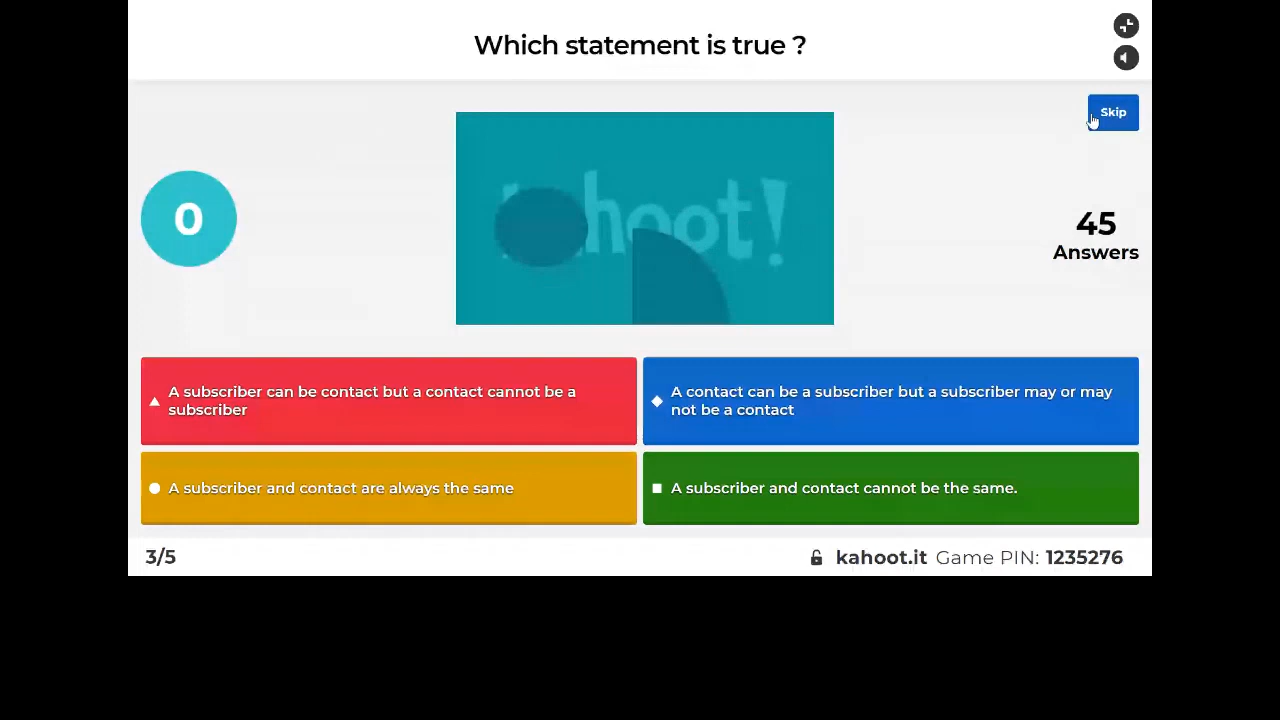 Which statement is true ?
Skip
kahoot!
0
45
Answers
A subscriber can be contact but a contact cannot be a
subscriber
A contact can be a subscriber but a subscriber may or may
not be a contact
A subscriber and contact are always the same
A subscriber and contact cannot be the same.
3/5
kahoot.it Game PIN: 1235276